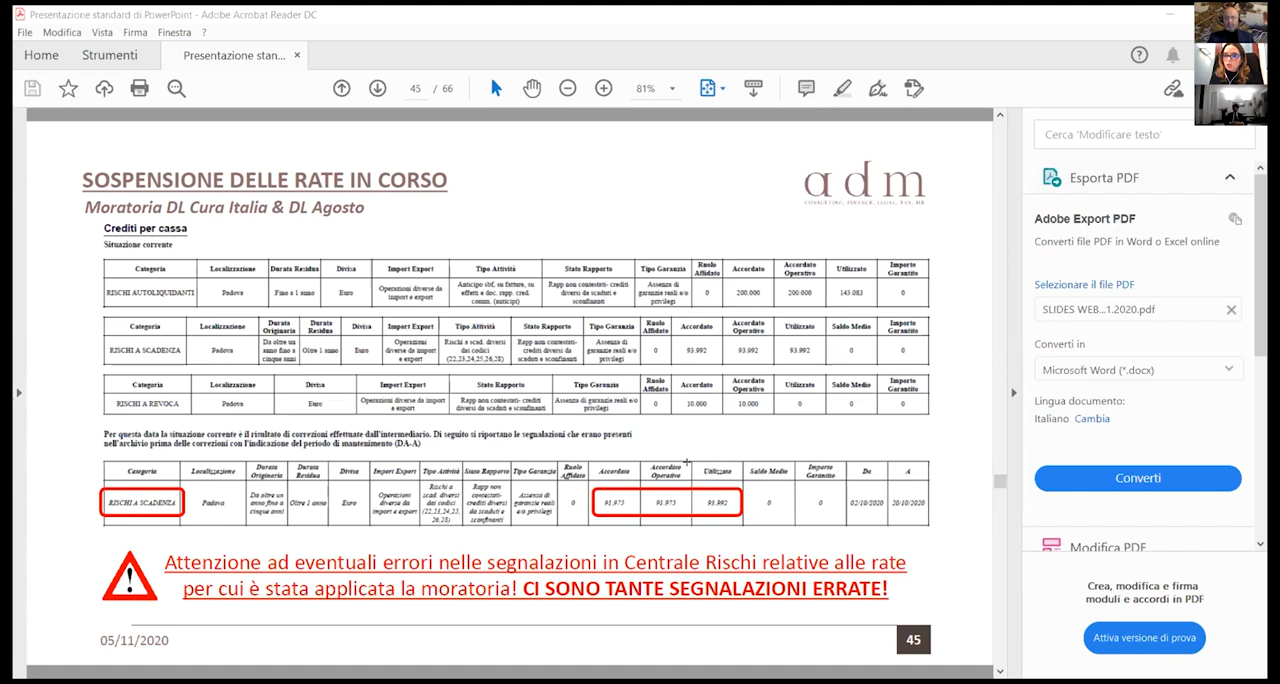 Presentazione standard di PowerPoint - Adobe Acrobat Reader DC
File Modifica Vista Firma Finestra ?
Home Strumenti Presentazione stan... ×
45 / 66 81%
SOSPENSIONE DELLE RATE IN CORSO
Moratoria DL Cura Italia & DL Agosto
adm
CONSULTING, FINANCE, LEGAL, TAX, HR
Crediti per cassa
Situazione corrente
Categoria Localizzazione Durata Residua Divisa Import Export Tipo Attività Stato Rapporto Tipo Garanzia Ruolo Affidato Accordato Accordato Operativo Utilizzato Importo Garantito
RISCHI AUTOLIQUIDANTI Padova Fino a 1 anno Euro Operazioni diverse da import e export Anticipo sbf, su fatture, su effetti e doc. rapp. cred. comm. (anticipi) Rapp non contestati- crediti diversi da scaduti e sconfinanti Assenza di garanzie reali e/o privilegi 0 200.000 200.000 143.083 0
Categoria Localizzazione Durata Originaria Durata Residua Divisa Import Export Tipo Attività Stato Rapporto Tipo Garanzia Ruolo Affidato Accordato Accordato Operativo Utilizzato Saldo Medio Importo Garantito
RISCHI A SCADENZA Padova Da oltre un anno fino a cinque anni Oltre 1 anno Euro Operazioni diverse da import e export Rischi a scad. diversi dai codici (22,23,24,25,26,28) Rapp non contestati- crediti diversi da scaduti e sconfinanti Assenza di garanzie reali e/o privilegi 0 93.992 93.992 93.992 0 0
Categoria Localizzazione Divisa Import Export Stato Rapporto Tipo Garanzia Ruolo Affidato Accordato Accordato Operativo Utilizzato Saldo Medio Importo Garantito
RISCHI A REVOCA Padova Euro Operazioni diverse da import e export Rapp non contestati- crediti diversi da scaduti e sconfinanti Assenza di garanzie reali e/o privilegi 0 10.000 10.000 0 0 0
Per questa data la situazione corrente è il risultato di correzioni effettuate dall'intermediario. Di seguito si riportano le segnalazioni che erano presenti
nell'archivio prima delle correzioni con l'indicazione del periodo di mantenimento (DA-A)
Categoria Localizzazione Durata Originaria Durata Residua Divisa Import Export Tipo Attività Stato Rapporto Tipo Garanzia Ruolo Affidato Accordato Accordato Operativo Utilizzato Saldo Medio Importo Garantito Da A
RISCHI A SCADENZA Padova Da oltre un anno fino a cinque anni Oltre 1 anno Euro Operazioni diverse da import e export Rischi a scad. diversi dai codici (22,23,24,25, 26,28) Rapp non contestati- crediti diversi da scaduti e sconfinanti Assenza di garanzie reali e/o privilegi 0 91.975 91.975 93.992 0 0 02/10/2020 20/10/2020
Attenzione ad eventuali errori nelle segnalazioni in Centrale Rischi relative alle rate
per cui è stata applicata la moratoria! CI SONO TANTE SEGNALAZIONI ERRATE!
05/11/2020
45
Cerca 'Modificare testo'
Esporta PDF
Adobe Export PDF
Converti file PDF in Word o Excel online
Selezionare il file PDF
SLIDES WEB...1.2020.pdf
Converti in
Microsoft Word (*.docx)
Lingua documento:
Italiano Cambia
Converti
Modifica PDF
Crea, modifica e firma
moduli e accordi in PDF
Attiva versione di prova